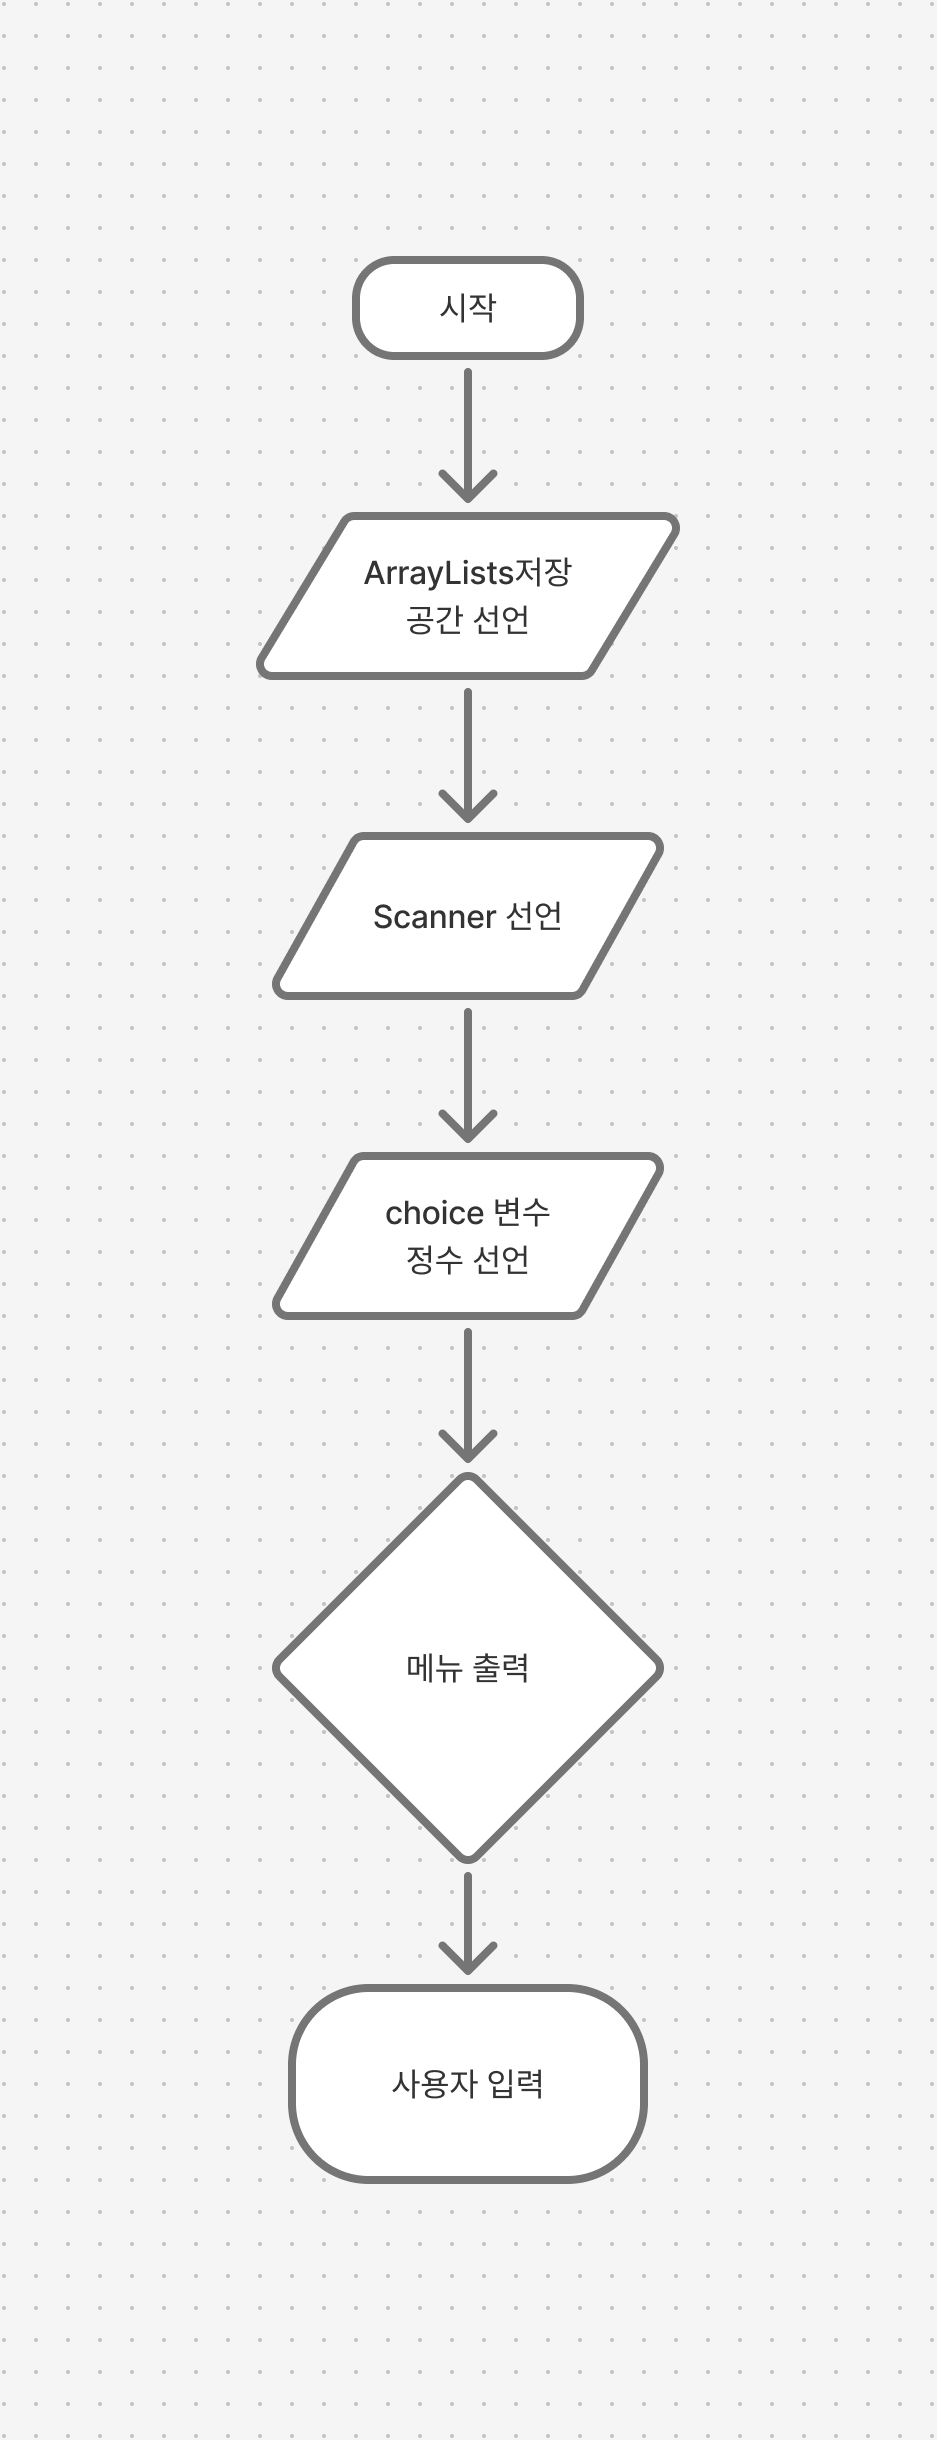 시작
ArrayLists저장
공간 선언
Scanner 선언
choice 변수
정수 선언
메뉴 출력
사용자 입력